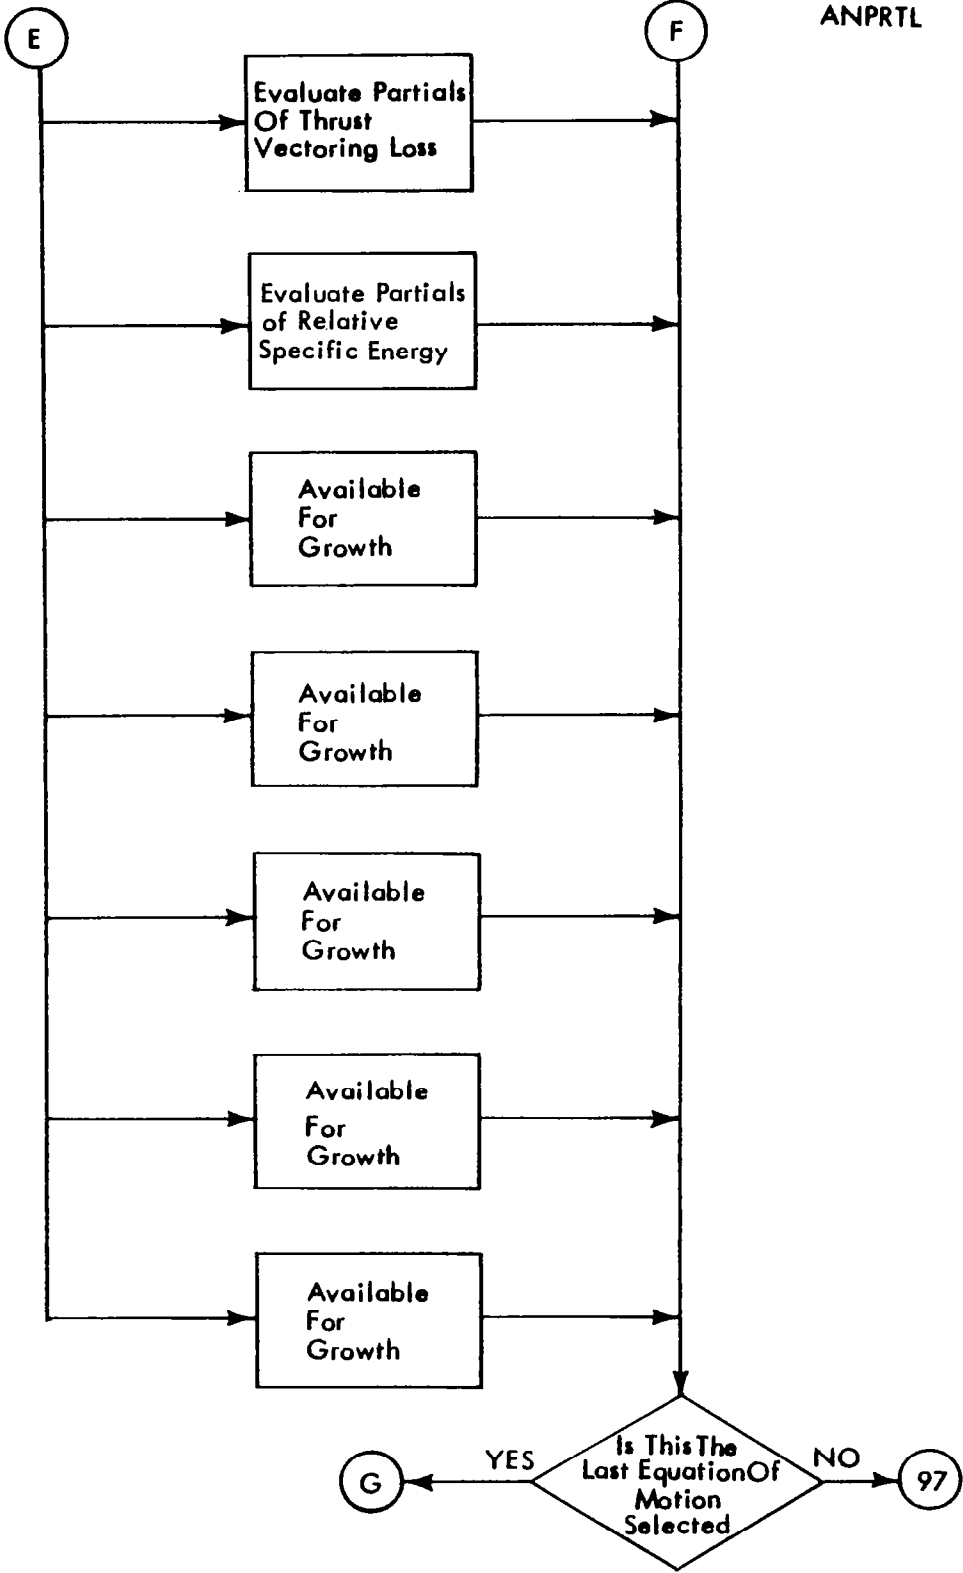 E
F
ANPRTL
Evaluate Partials
Of Thrust
Vectoring Loss
Evaluate Partials
of Relative
Specific Energy
Available
For
Growth
Available
For
Growth
Available
For
Growth
Available
For
Growth
Available
For
Growth
Is This The
Last Equation Of
Motion
Selected
YES
NO
G
97